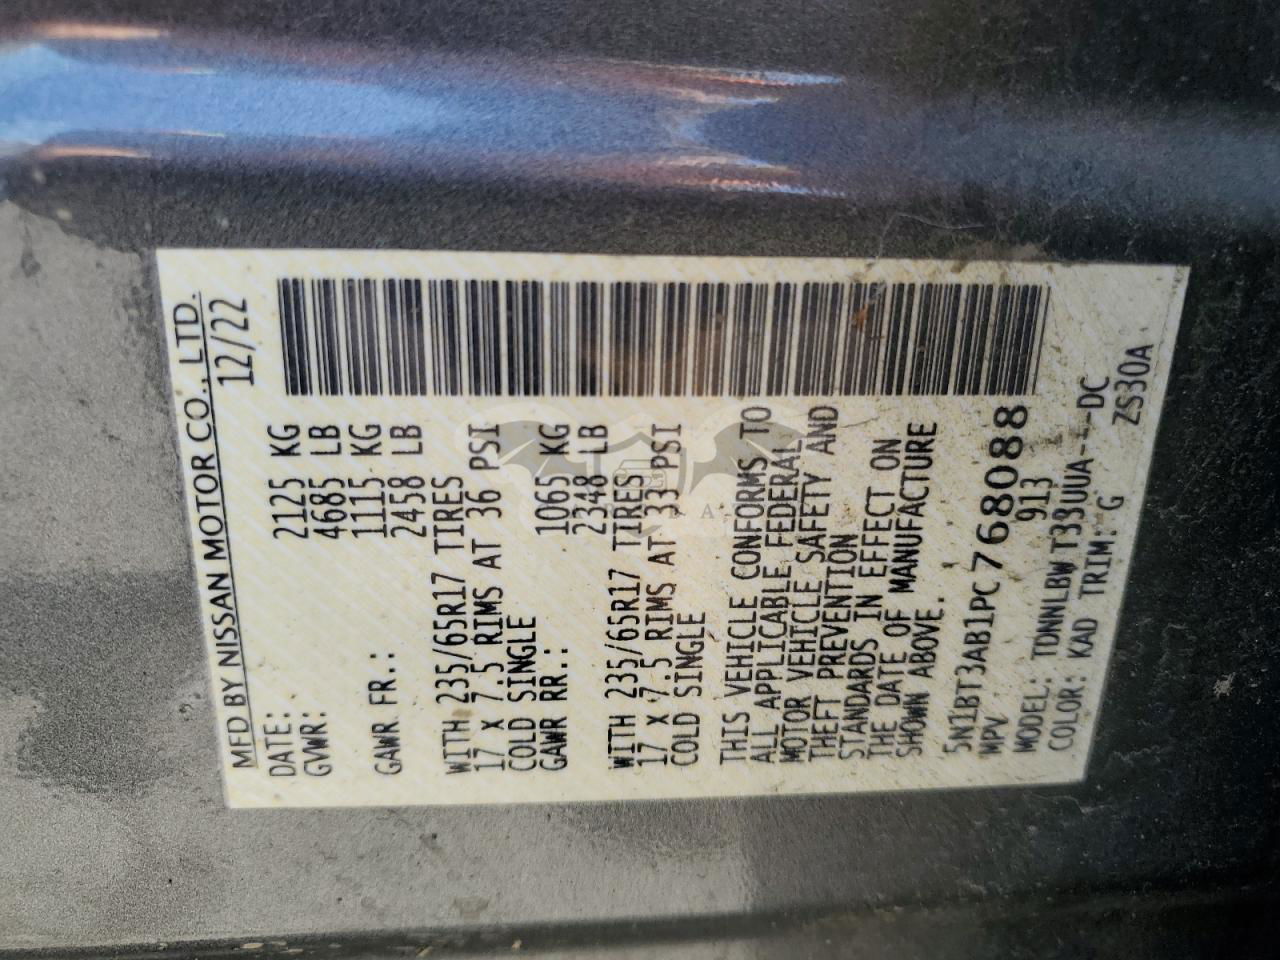 MFD BY NISSAN MOTOR CO., LTD.
DATE: 12/22
GVWR: 2125 KG
4685 LB
GAWR FR.: 1115 KG
2458 LB
WITH 235/65R17 TIRES
17 X 7.5 RIMS AT 36 PSI
COLD SINGLE
GAWR RR.: 1065 KG
2348 LB
WITH 235/65R17 TIRES
17 X 7.5 RIMS AT 33 PSI
COLD SINGLE
THIS VEHICLE CONFORMS TO
ALL APPLICABLE FEDERAL
MOTOR VEHICLE SAFETY AND
THEFT PREVENTION
STANDARDS IN EFFECT ON
THE DATE OF MANUFACTURE
SHOWN ABOVE.
5N1BT3AB1PC768088
MPV 913
MODEL: TDNNLBW T33UUA---DC
COLOR: KAD TRIM: G ZS30A